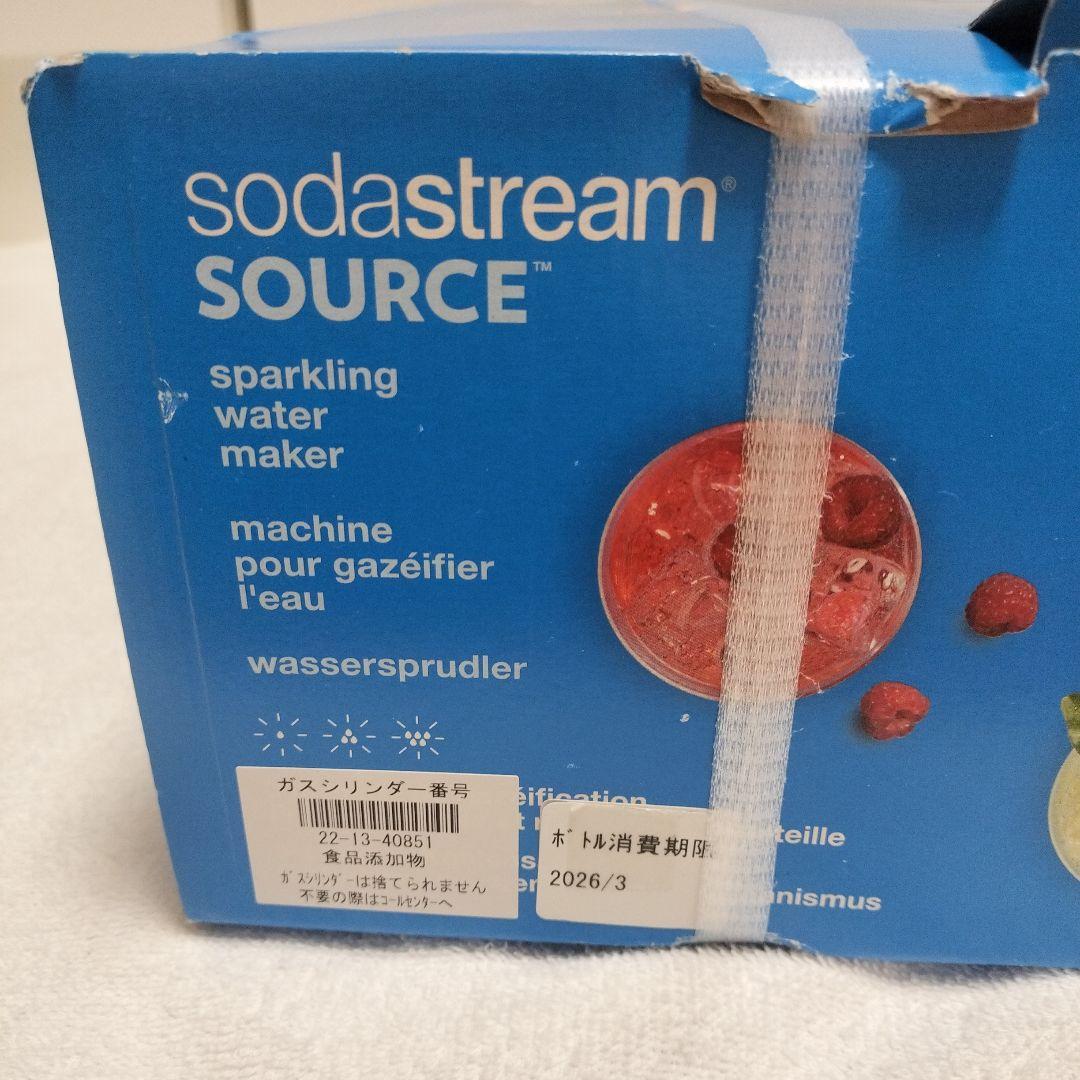 sodastream®
SOURCE™
sparkling
water
maker
machine
pour gazéifier
l'eau
wassersprudler
ガスシリンダー番号
22-13-40851
食品添加物
ｶﾞｽｼﾘﾝﾀﾞｰは捨てられません
不要の際はｺｰﾙｾﾝﾀｰへ
éification
teille
ﾎﾞﾄﾙ消費期限
2026/3
nismus